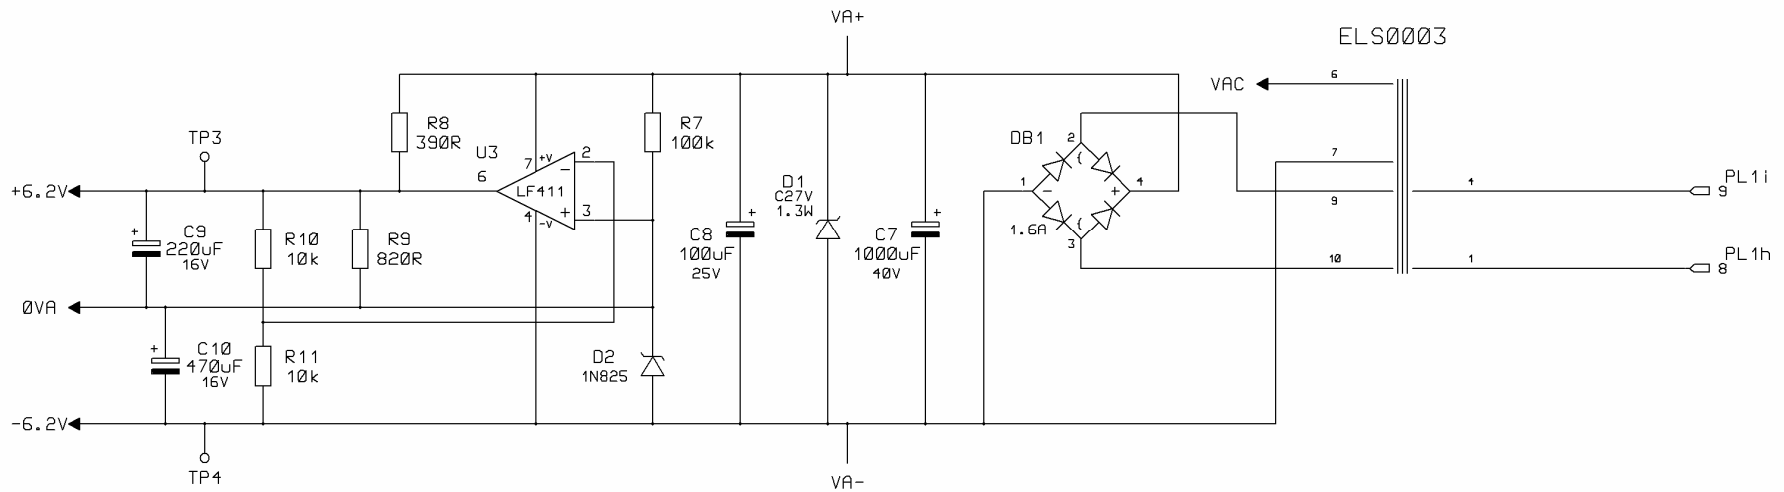 VA+
ELS0003
VAC
6
TP3
R8
390R
U3
6
7
+V
2
−
LF411
+
3
4
-V
R7
100k
DB1
2
1
−
+
4
1.6A
3
7
9
10
4
PL1i
9
1
PL1h
8
+6.2V
D1
C27V
1.3W
+
C9
220uF
16V
R10
10k
R9
820R
+
C8
100uF
25V
+
C7
1000uF
40V
0VA
+
C10
470uF
16V
R11
10k
D2
1N825
-6.2V
TP4
VA-